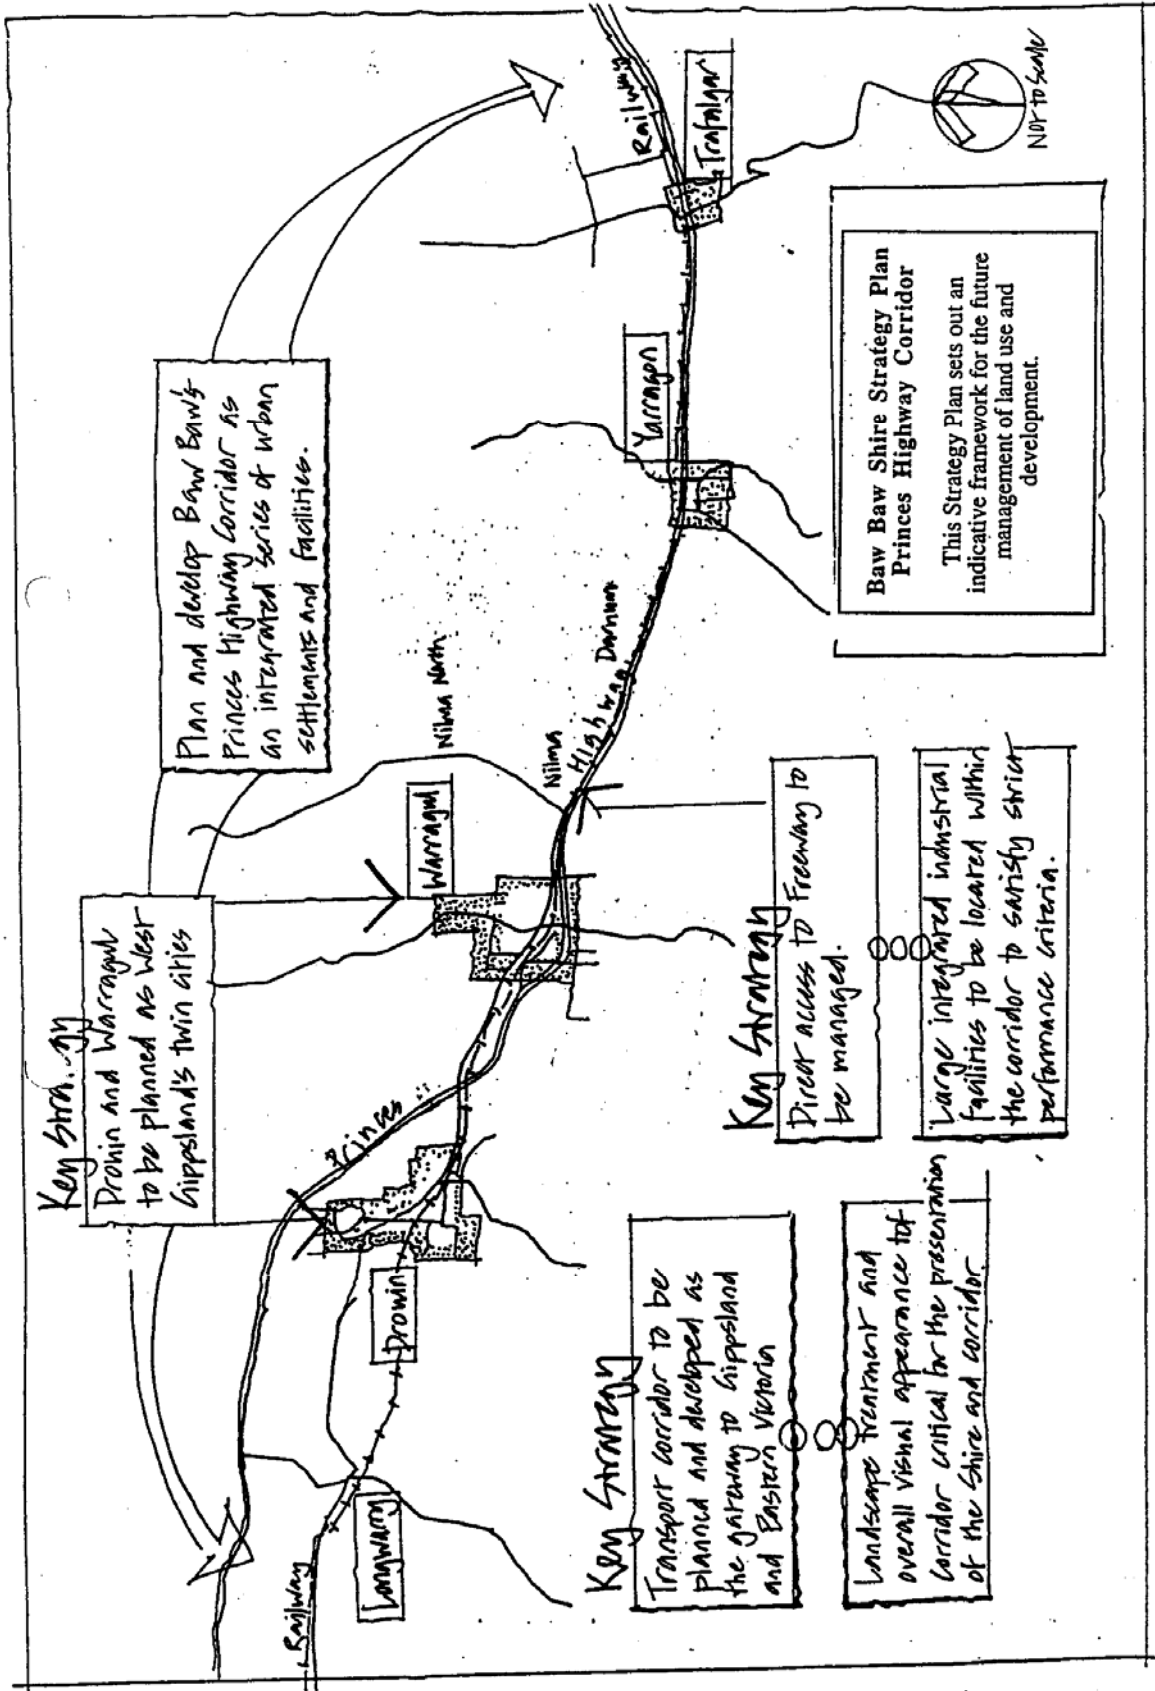 Key Stra..gy
Drouin and Warragul
to be planned as West
Gippsland's twin cities
Plan and develop Baw Baw's
Princes Highway Corridor as
an integrated series of urban
settlements and facilities.
Railway
Longwarry
Drouin
Princes
Warragul
Nilma North
Nilma
Highway
Darnum
Yarragon
Railway
Trafalgar
Key Strategy
Transport corridor to be
planned and developed as
the gateway to Gippsland
and Eastern Victoria
Landscape treatment and
overall visual appearance of
corridor critical for the presentation
of the Shire and corridor.
Key Strategy
Direct access to Freeway to
be managed.
Large integrated industrial
facilities to be located within
the corridor to satisfy strict
performance criteria.
Baw Baw Shire Strategy Plan
Princes Highway Corridor
This Strategy Plan sets out an
indicative framework for the future
management of land use and
development.
Not to Scale